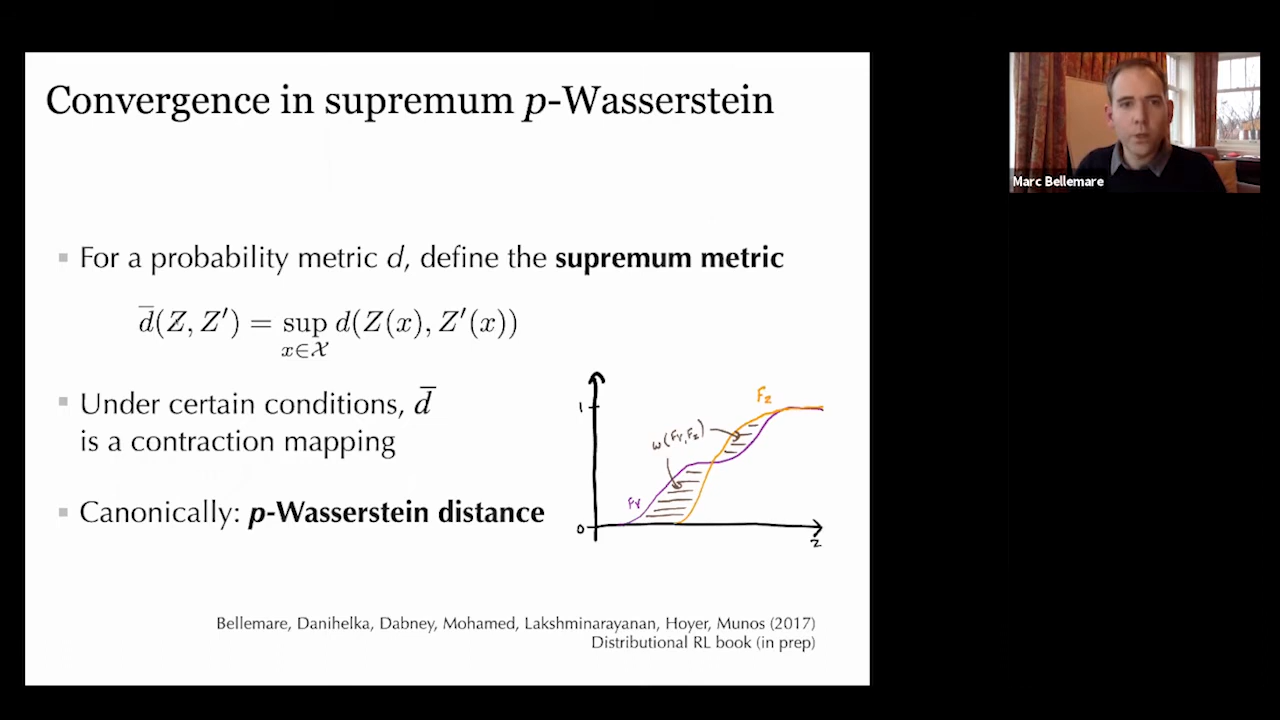 Convergence in supremum p-Wasserstein
Marc Bellemare
For a probability metric d, define the supremum metric
d̅(Z, Z′) = sup d(Z(x), Z′(x))
x∈𝒳
Under certain conditions, d̅
is a contraction mapping
Canonically: p-Wasserstein distance
1
F_Z
w(F_Y, F_Z)
F_Y
0
z
Bellemare, Danihelka, Dabney, Mohamed, Lakshminarayanan, Hoyer, Munos (2017)
Distributional RL book (in prep)